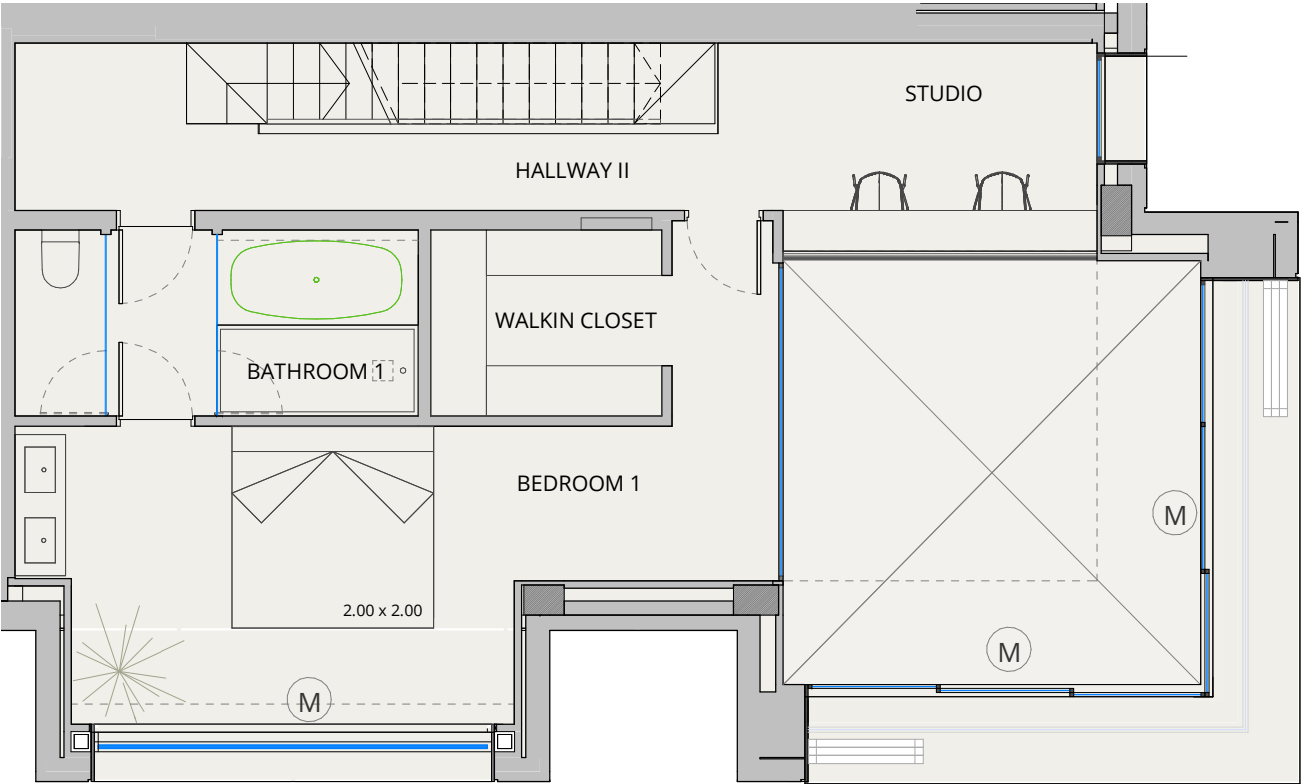 STUDIO
HALLWAY II
WALKIN CLOSET
BATHROOM 1
BEDROOM 1
M
2.00 x 2.00
M
M